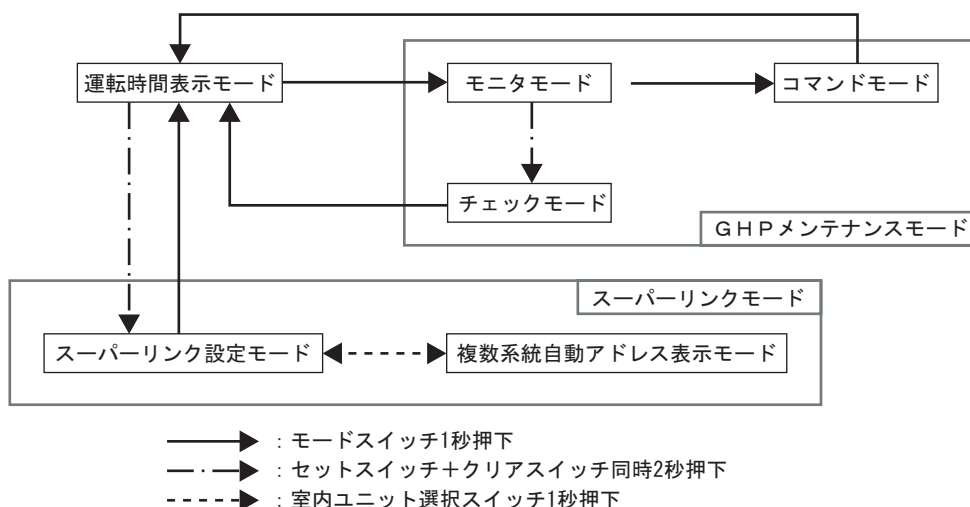 運転時間表示モード
モニタモード
コマンドモード
チェックモード
ＧＨＰメンテナンスモード
スーパーリンクモード
スーパーリンク設定モード
複数系統自動アドレス表示モード
：モードスイッチ1秒押下
：セットスイッチ＋クリアスイッチ同時2秒押下
：室内ユニット選択スイッチ1秒押下